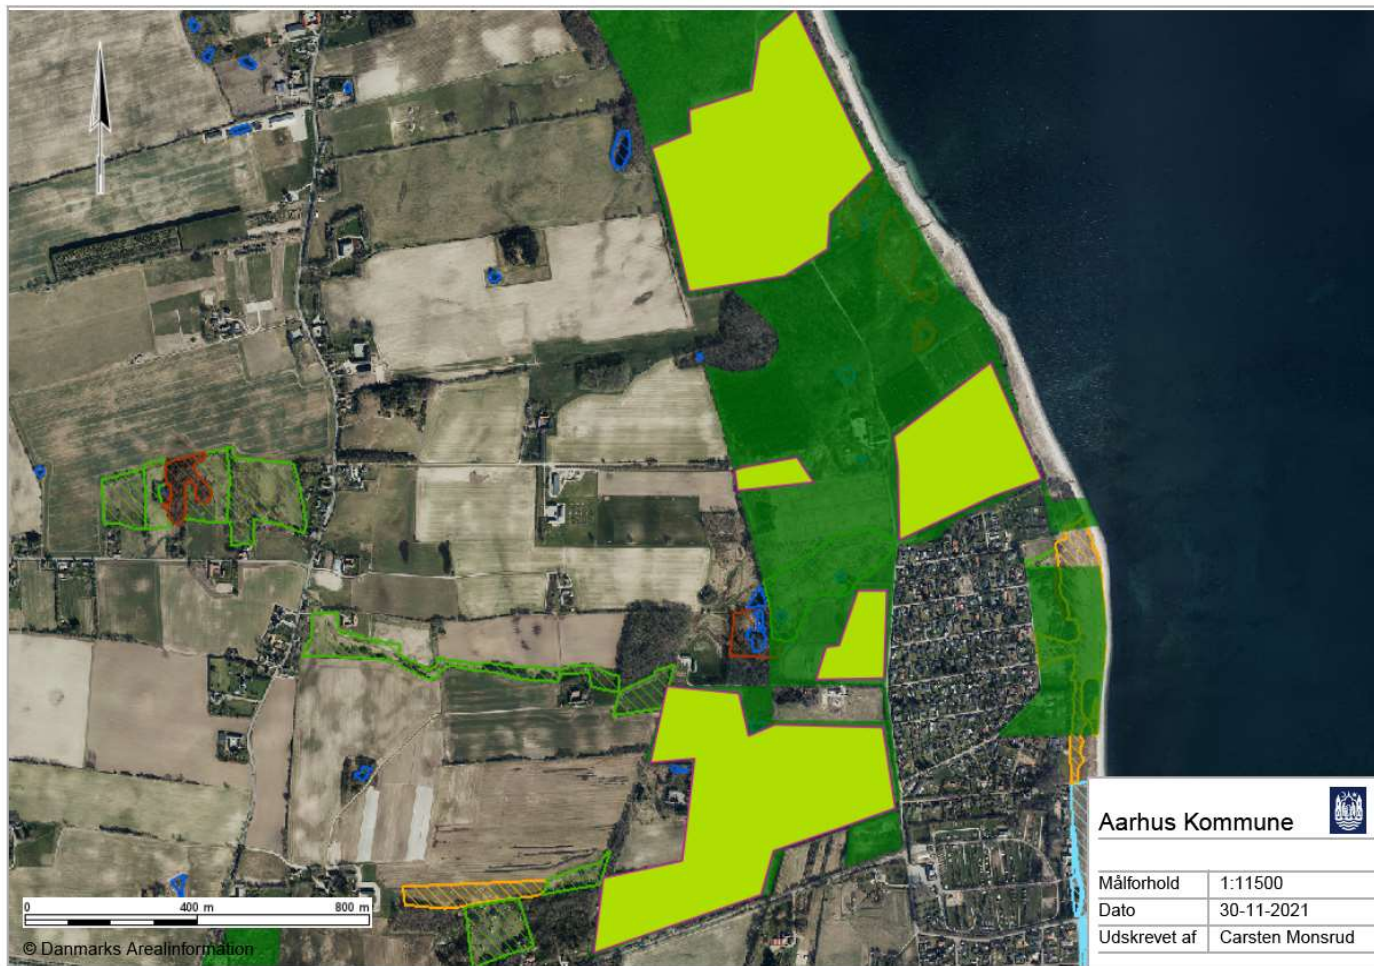 Aarhus Kommune
Målforhold 1:11500
Dato 30-11-2021
Udskrevet af Carsten Monsrud
0 400 m 800 m
© Danmarks Arealinformation